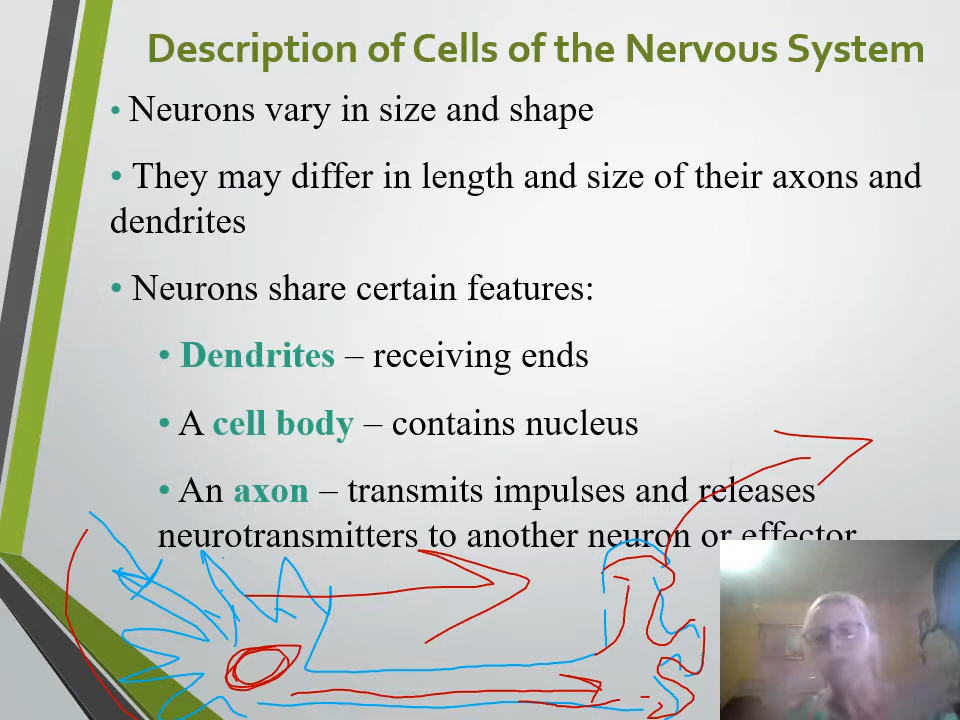 Description of Cells of the Nervous System
• Neurons vary in size and shape
• They may differ in length and size of their axons and
dendrites
• Neurons share certain features:
• Dendrites – receiving ends
• A cell body – contains nucleus
• An axon – transmits impulses and releases
neurotransmitters to another neuron or effector